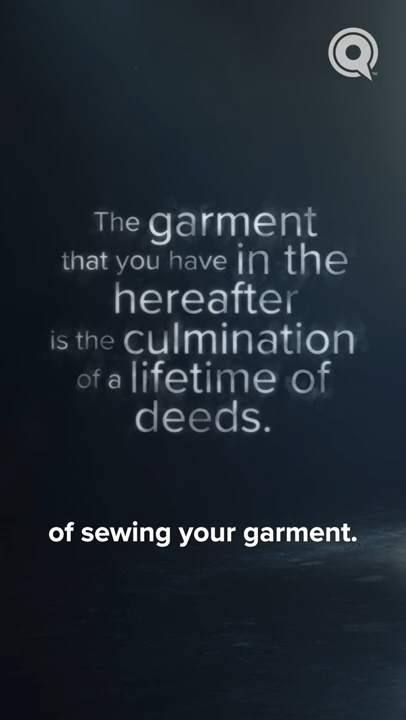 The garment
that you have in the
hereafter
is the culmination
of a lifetime of
deeds.
of sewing your garment.